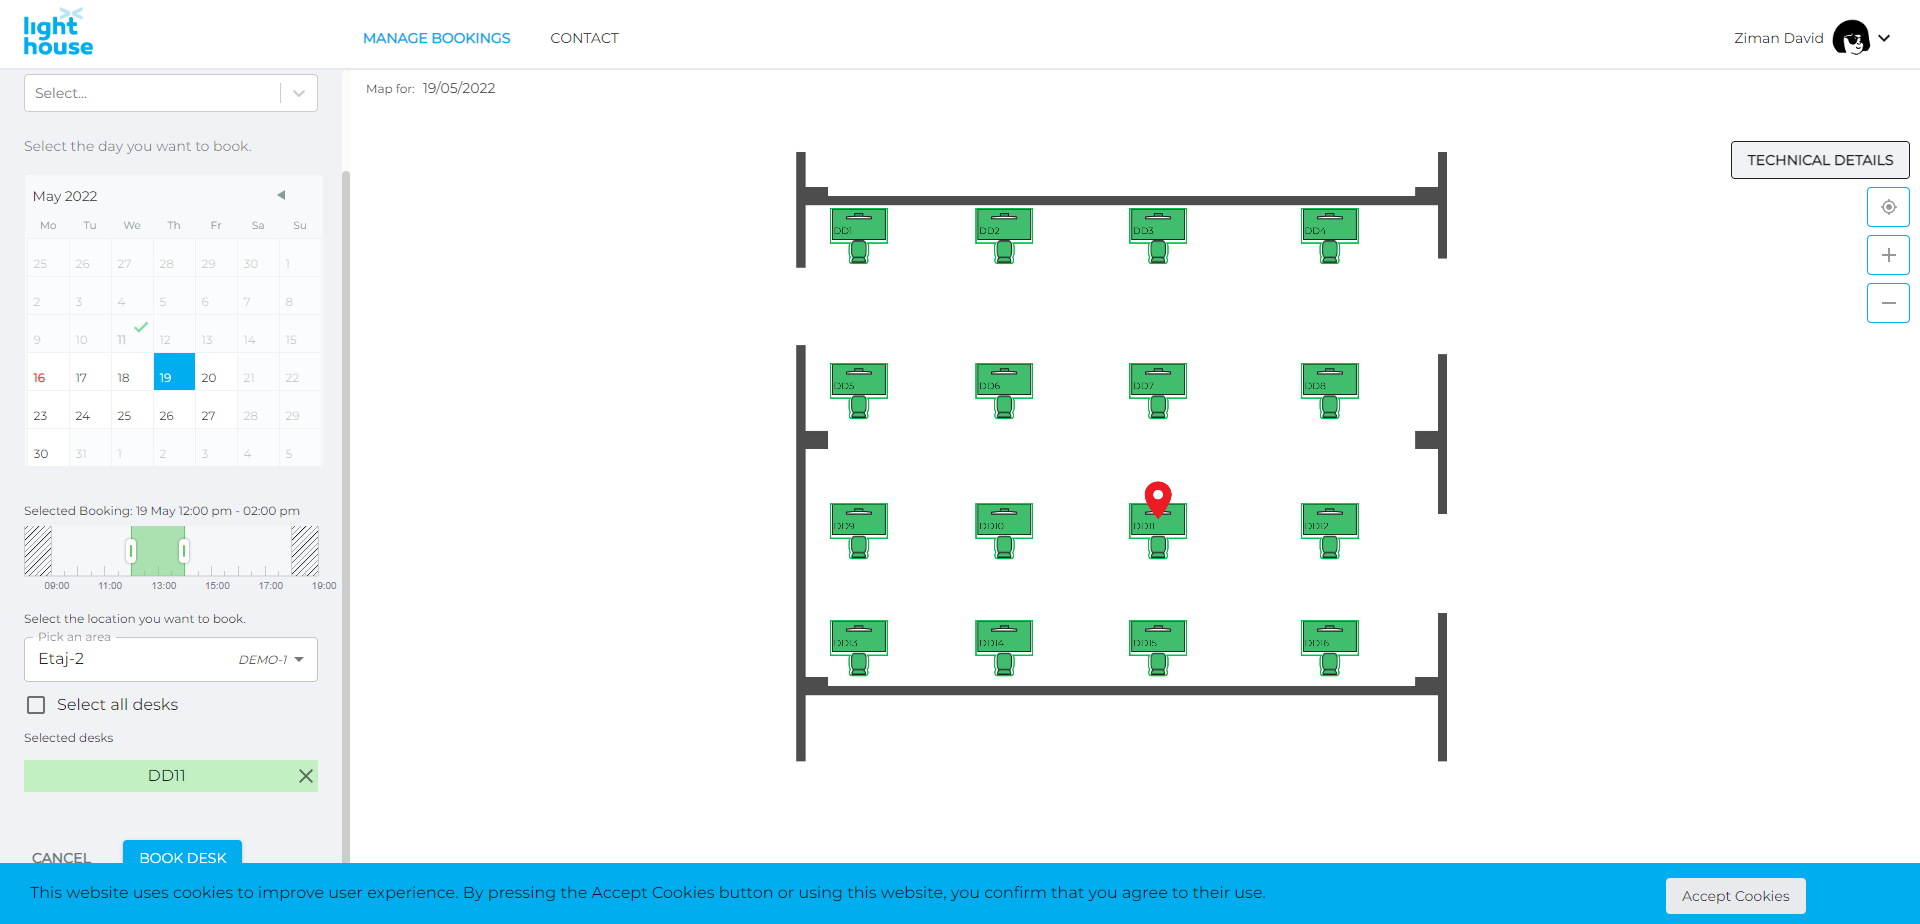 light
house
MANAGE BOOKINGS
CONTACT
Ziman David
Select...
Map for: 19/05/2022
Select the day you want to book.
TECHNICAL DETAILS
May 2022
Mo Tu We Th Fr Sa Su
25 26 27 28 29 30 1
2 3 4 5 6 7 8
9 10 11 12 13 14 15
16 17 18 19 20 21 22
23 24 25 26 27 28 29
30 31 1 2 3 4 5
Selected Booking: 19 May 12:00 pm - 02:00 pm
09:00 11:00 13:00 15:00 17:00 19:00
Select the location you want to book.
Pick an area
Etaj-2 DEMO-1
Select all desks
Selected desks
DD11
CANCEL
BOOK DESK
DD1 DD2 DD3 DD4
DD5 DD6 DD7 DD8
DD9 DD10 DD11 DD12
DD13 DD14 DD15 DD16
This website uses cookies to improve user experience. By pressing the Accept Cookies button or using this website, you confirm that you agree to their use.
Accept Cookies